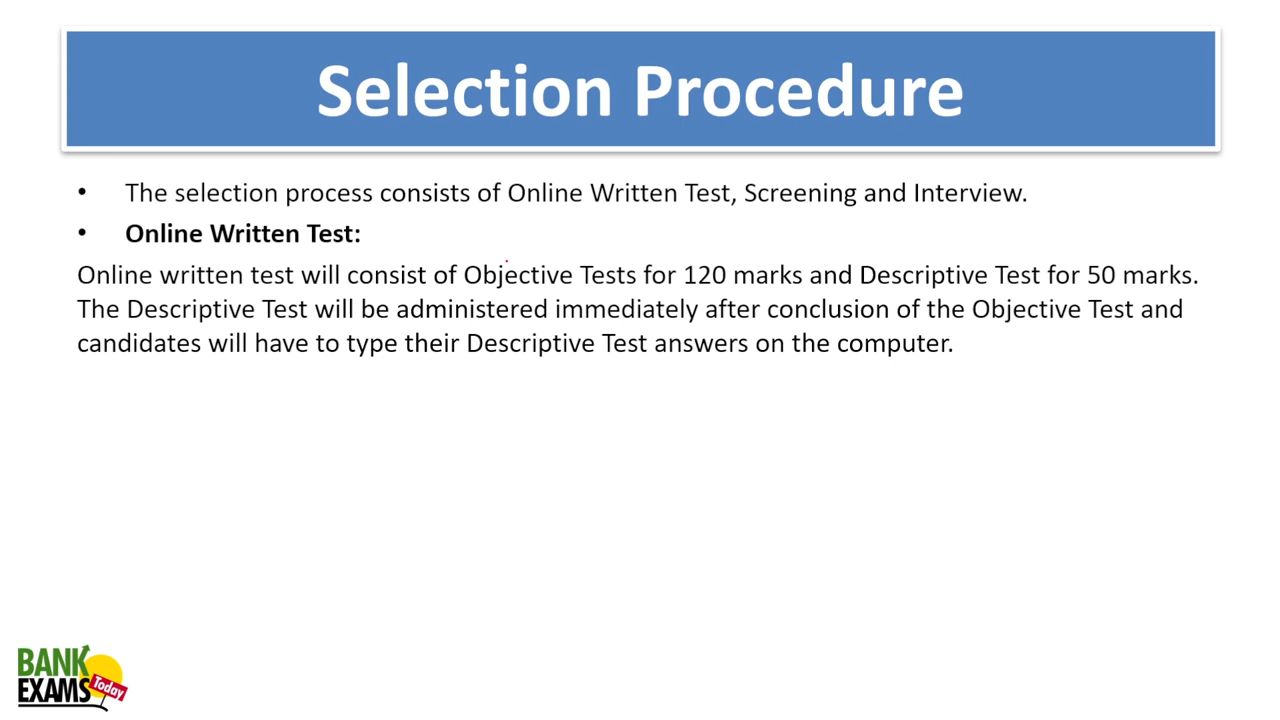 Selection Procedure
• The selection process consists of Online Written Test, Screening and Interview.
• Online Written Test:
Online written test will consist of Objective Tests for 120 marks and Descriptive Test for 50 marks.
The Descriptive Test will be administered immediately after conclusion of the Objective Test and
candidates will have to type their Descriptive Test answers on the computer.
BANK
EXAMS Today